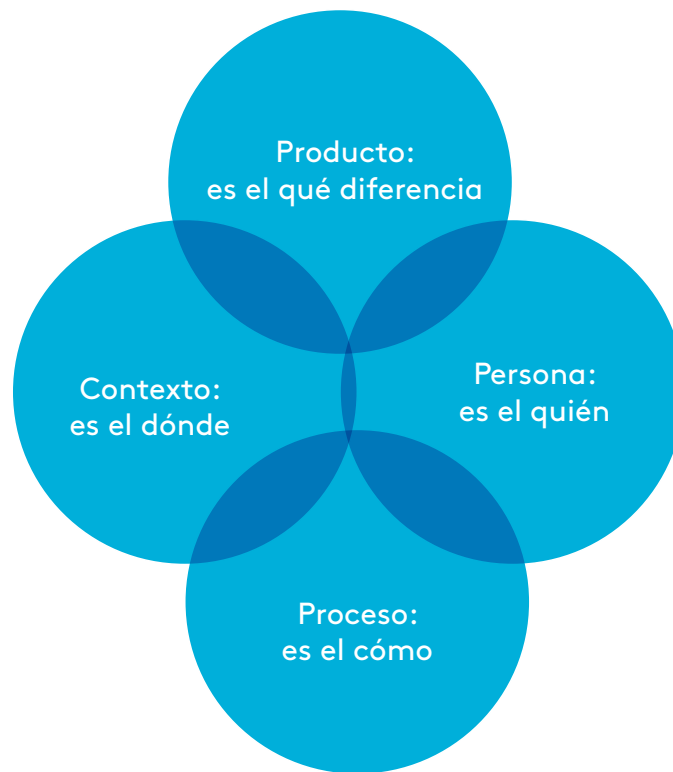 Producto:
es el qué diferencia
Contexto:
es el dónde
Persona:
es el quién
Proceso:
es el cómo